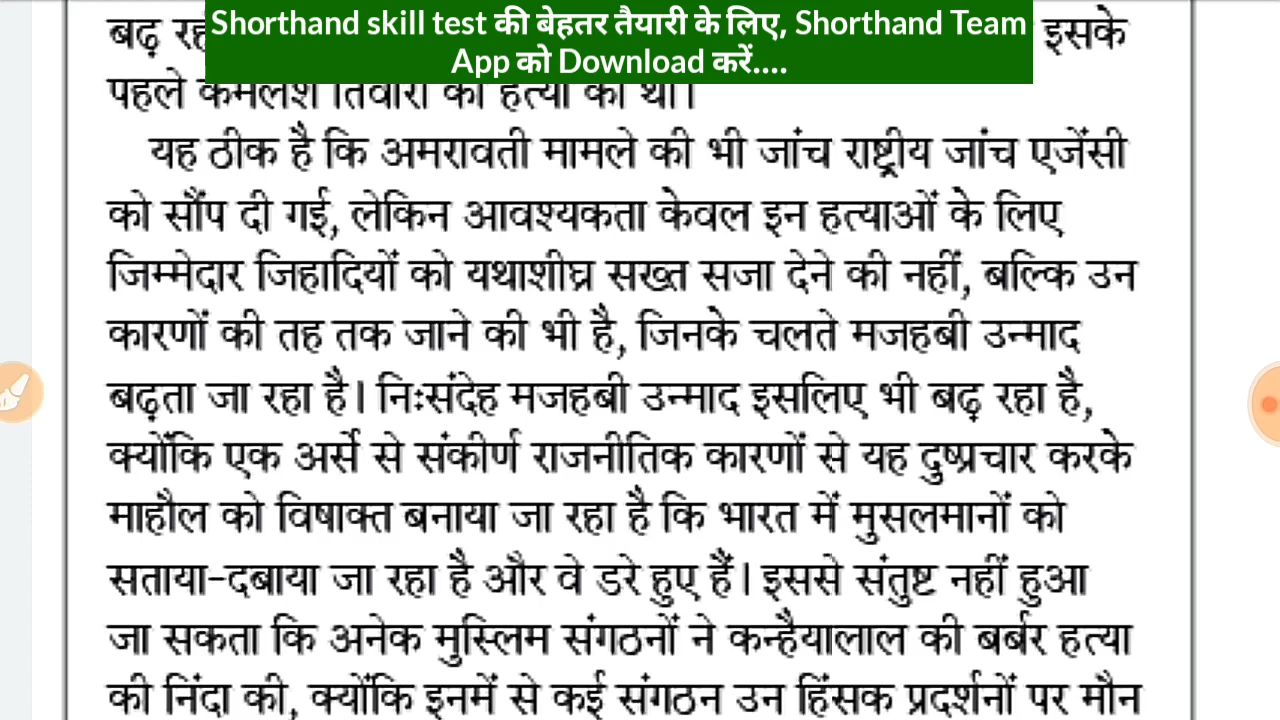 Shorthand skill test की बेहतर तैयारी के लिए, Shorthand Team
App को Download करें....
बढ़ इसके
पहले कमलेश तिवारी की हत्या की थी।
यह ठीक है कि अमरावती मामले की भी जांच राष्ट्रीय जांच एजेंसी
को सौंप दी गई, लेकिन आवश्यकता केवल इन हत्याओं के लिए
जिम्मेदार जिहादियों को यथाशीघ्र सख्त सजा देने की नहीं, बल्कि उन
कारणों की तह तक जाने की भी है, जिनके चलते मजहबी उन्माद
बढ़ता जा रहा है। निःसंदेह मजहबी उन्माद इसलिए भी बढ़ रहा है,
क्योंकि एक अर्से से संकीर्ण राजनीतिक कारणों से यह दुष्प्रचार करके
माहौल को विषाक्त बनाया जा रहा है कि भारत में मुसलमानों को
सताया-दबाया जा रहा है और वे डरे हुए हैं। इससे संतुष्ट नहीं हुआ
जा सकता कि अनेक मुस्लिम संगठनों ने कन्हैयालाल की बर्बर हत्या
की निंदा की, क्योंकि इनमें से कई संगठन उन हिंसक प्रदर्शनों पर मौन